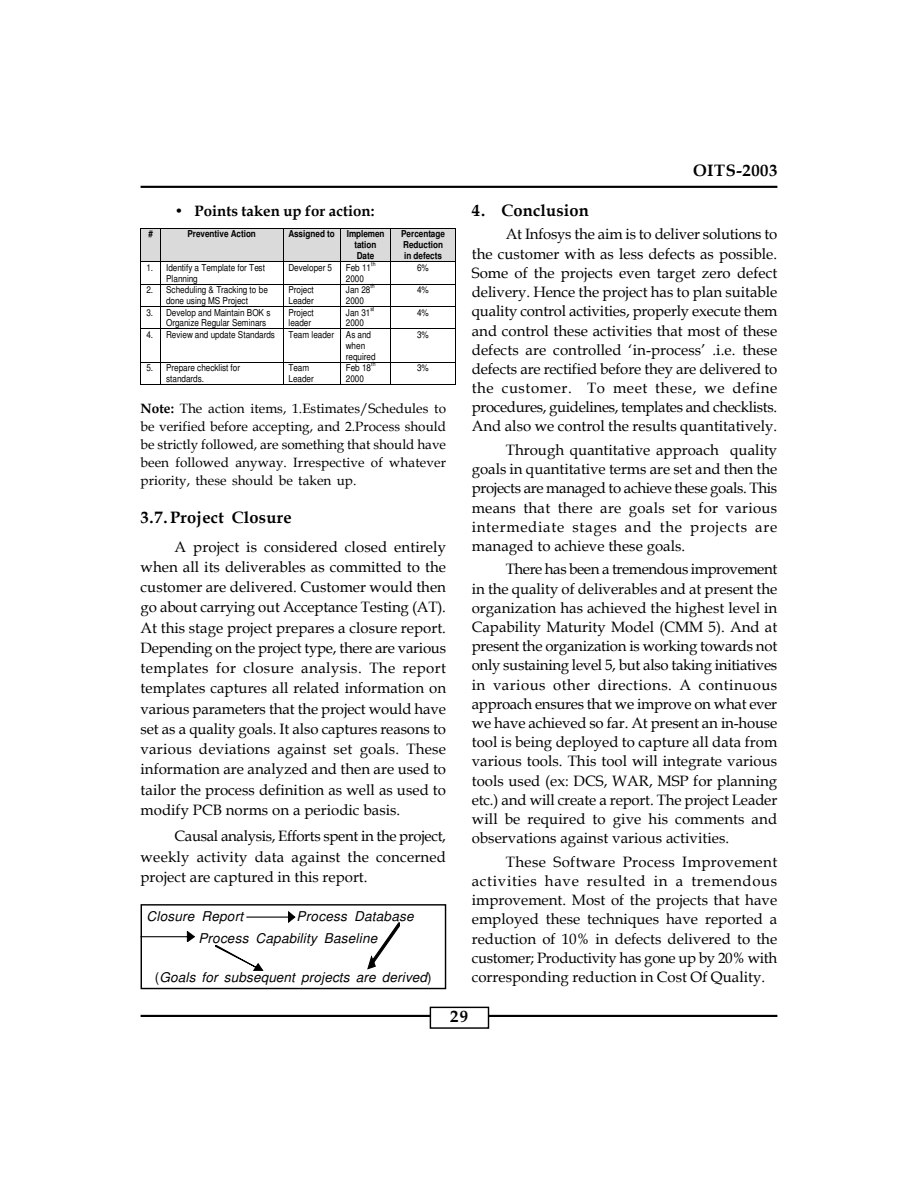 OITS-2003
• Points taken up for action:
# Preventive Action Assigned to Implemen tation Date Percentage Reduction in defects
1. Identify a Template for Test Planning Developer 5 Feb 11th 2000 6%
2. Scheduling & Tracking to be done using MS Project Project Leader Jan 28th 2000 4%
3. Develop and Maintain BOK s Organize Regular Seminars Project leader Jan 31st 2000 4%
4. Review and update Standards Team leader As and when required 3%
5. Prepare checklist for standards. Team Leader Feb 18th 2000 3%
Note: The action items, 1.Estimates/Schedules to
be verified before accepting, and 2.Process should
be strictly followed, are something that should have
been followed anyway. Irrespective of whatever
priority, these should be taken up.
3.7. Project Closure
A project is considered closed entirely
when all its deliverables as committed to the
customer are delivered. Customer would then
go about carrying out Acceptance Testing (AT).
At this stage project prepares a closure report.
Depending on the project type, there are various
templates for closure analysis. The report
templates captures all related information on
various parameters that the project would have
set as a quality goals. It also captures reasons to
various deviations against set goals. These
information are analyzed and then are used to
tailor the process definition as well as used to
modify PCB norms on a periodic basis.
Causal analysis, Efforts spent in the project,
weekly activity data against the concerned
project are captured in this report.
Closure Report Process Database
Process Capability Baseline
(Goals for subsequent projects are derived)
4. Conclusion
At Infosys the aim is to deliver solutions to
the customer with as less defects as possible.
Some of the projects even target zero defect
delivery. Hence the project has to plan suitable
quality control activities, properly execute them
and control these activities that most of these
defects are controlled ‘in-process’ .i.e. these
defects are rectified before they are delivered to
the customer. To meet these, we define
procedures, guidelines, templates and checklists.
And also we control the results quantitatively.
Through quantitative approach quality
goals in quantitative terms are set and then the
projects are managed to achieve these goals. This
means that there are goals set for various
intermediate stages and the projects are
managed to achieve these goals.
There has been a tremendous improvement
in the quality of deliverables and at present the
organization has achieved the highest level in
Capability Maturity Model (CMM 5). And at
present the organization is working towards not
only sustaining level 5, but also taking initiatives
in various other directions. A continuous
approach ensures that we improve on what ever
we have achieved so far. At present an in-house
tool is being deployed to capture all data from
various tools. This tool will integrate various
tools used (ex: DCS, WAR, MSP for planning
etc.) and will create a report. The project Leader
will be required to give his comments and
observations against various activities.
These Software Process Improvement
activities have resulted in a tremendous
improvement. Most of the projects that have
employed these techniques have reported a
reduction of 10% in defects delivered to the
customer; Productivity has gone up by 20% with
corresponding reduction in Cost Of Quality.
29